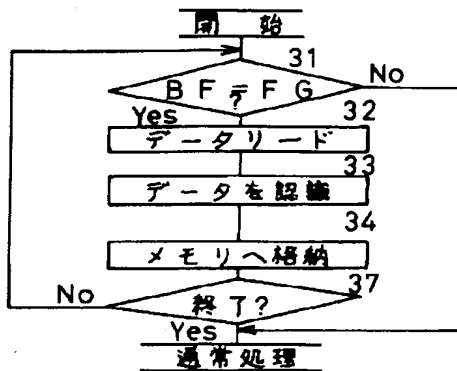 開始
31
BF=FG
?
No
Yes
32
データリード
33
データを認識
34
メモリへ格納
37
No
終了?
Yes
通常処理